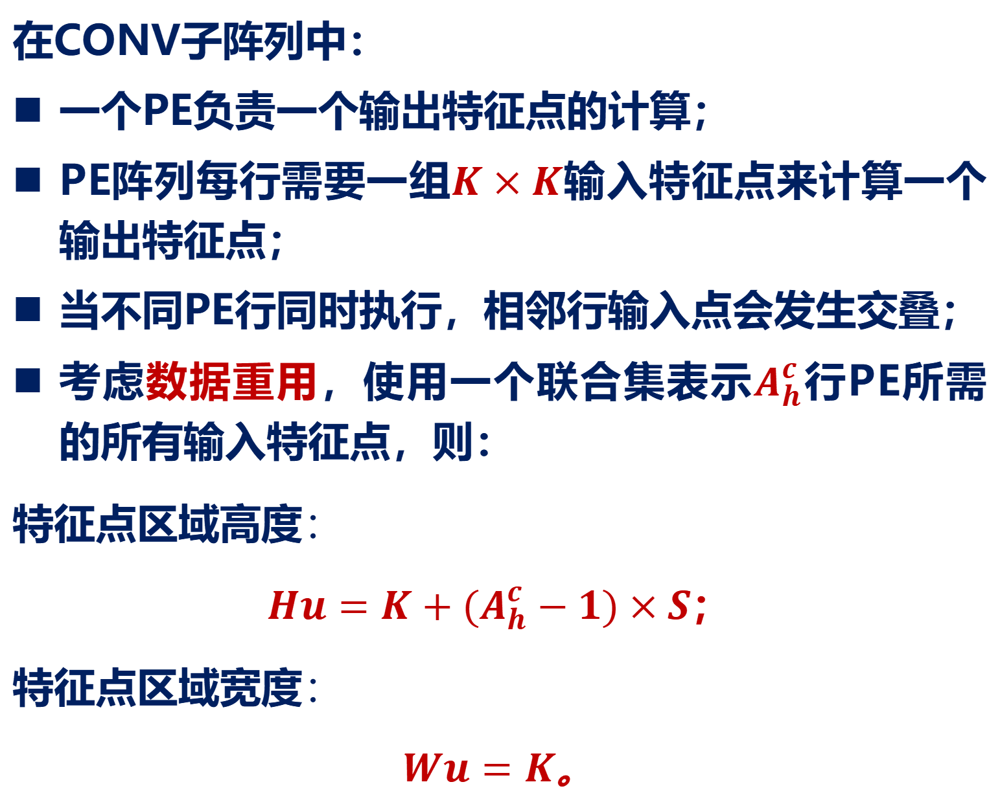 在CONV子阵列中：
■ 一个PE负责一个输出特征点的计算；
■ PE阵列每行需要一组K × K输入特征点来计算一个
输出特征点；
■ 当不同PE行同时执行，相邻行输入点会发生交叠；
■ 考虑数据重用，使用一个联合集表示A_h^c行PE所需
的所有输入特征点，则：
特征点区域高度：
Hu = K + (A_h^c − 1) × S；
特征点区域宽度：
Wu = K。